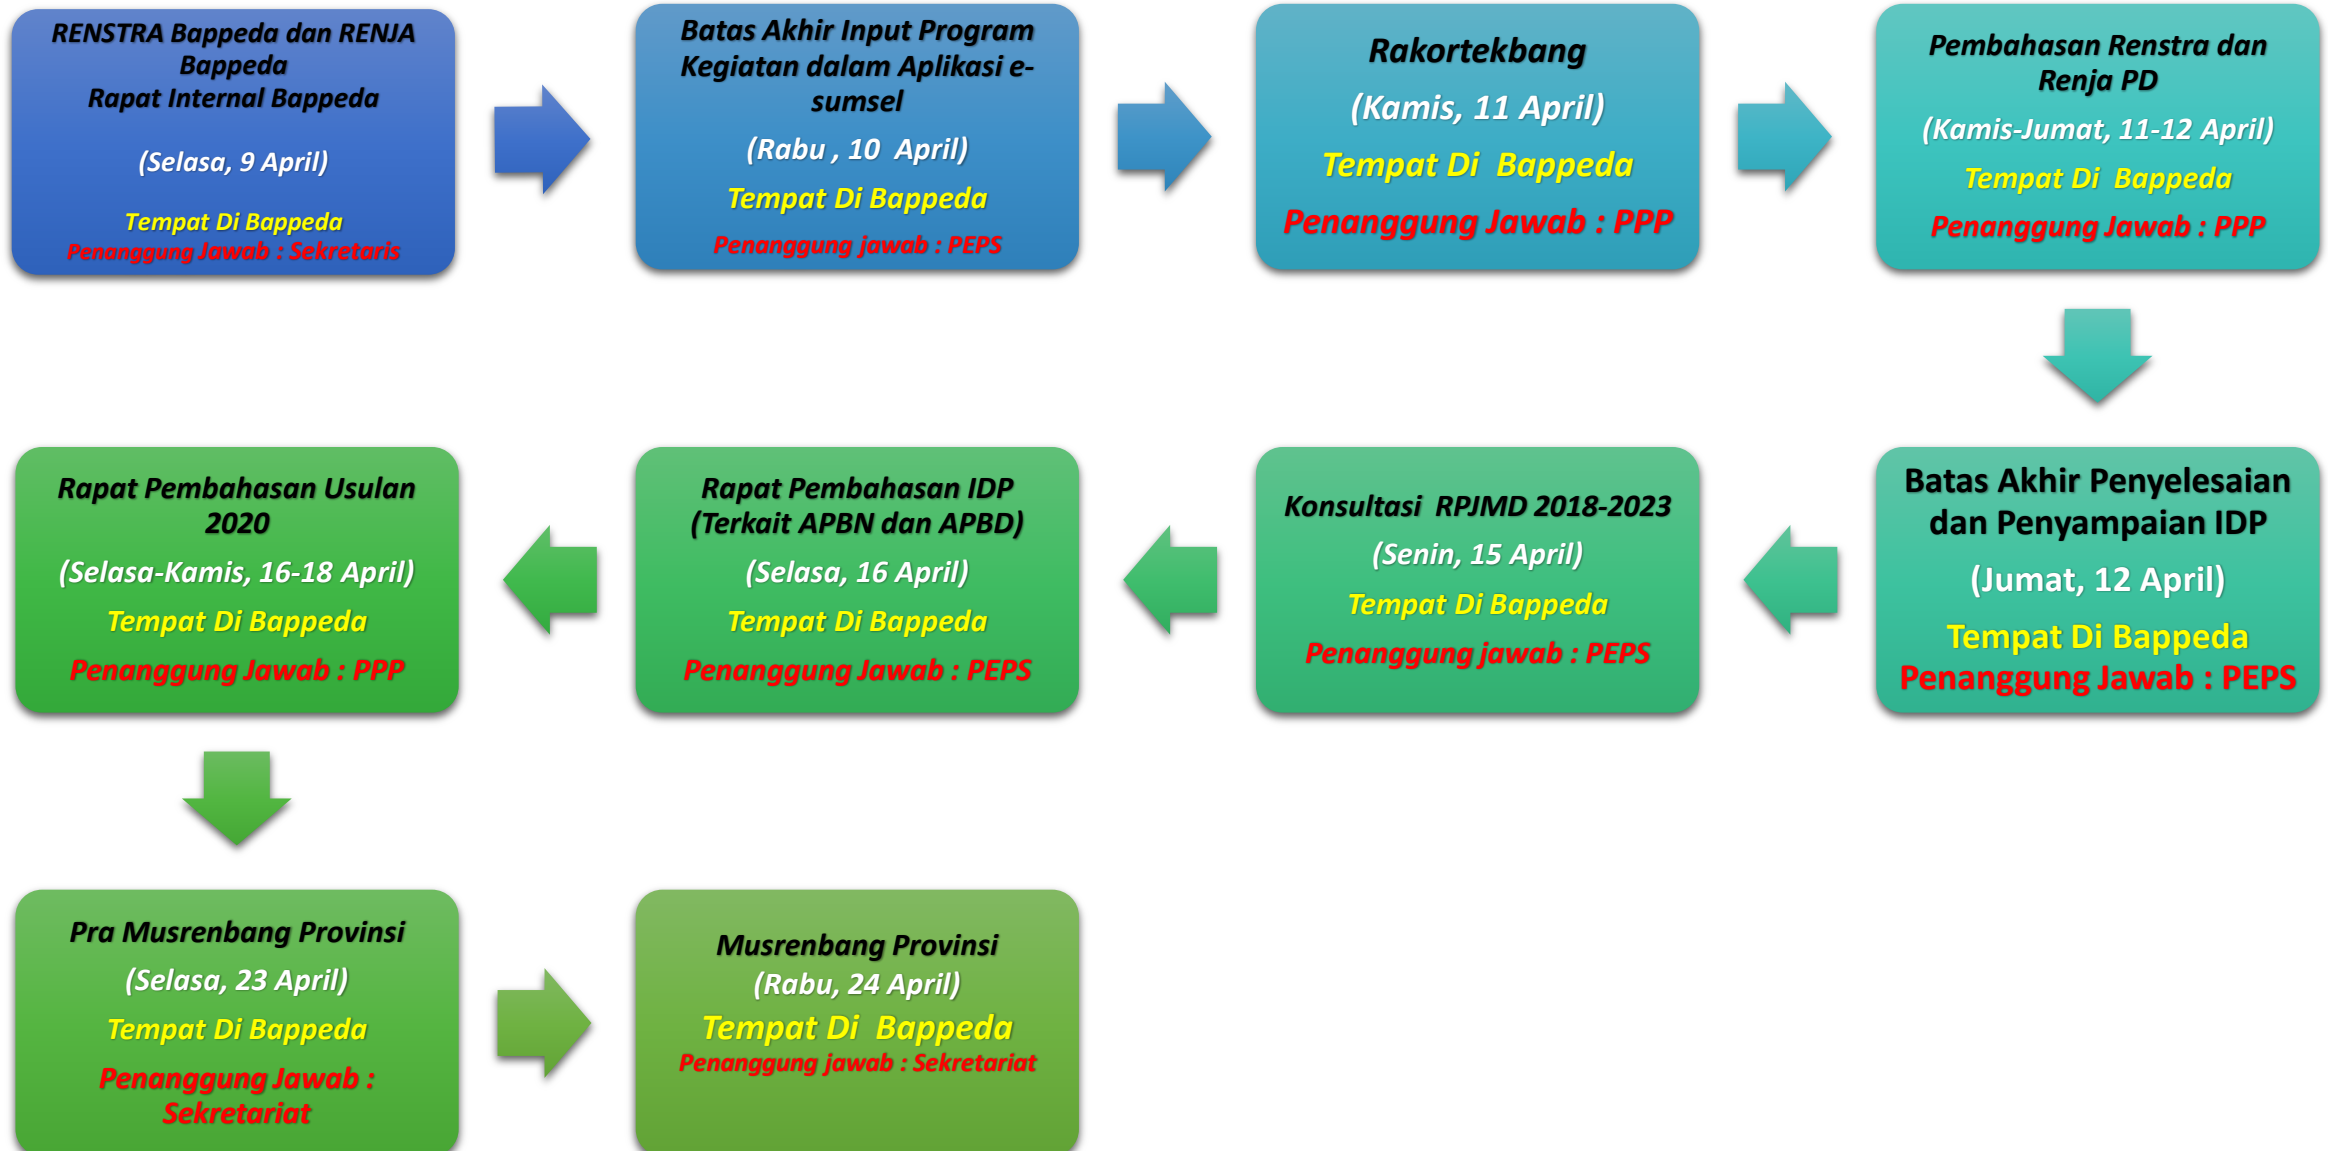 RENSTRA Bappeda dan RENJA
Bappeda
Rapat Internal Bappeda
(Selasa, 9 April)
Tempat Di Bappeda
Penanggung Jawab : Sekretaris
Batas Akhir Input Program
Kegiatan dalam Aplikasi e-
sumsel
(Rabu , 10 April)
Tempat Di Bappeda
Penanggung jawab : PEPS
Rakortekbang
(Kamis, 11 April)
Tempat Di Bappeda
Penanggung Jawab : PPP
Pembahasan Renstra dan
Renja PD
(Kamis-Jumat, 11-12 April)
Tempat Di Bappeda
Penanggung Jawab : PPP
Batas Akhir Penyelesaian
dan Penyampaian IDP
(Jumat, 12 April)
Tempat Di Bappeda
Penanggung Jawab : PEPS
Konsultasi RPJMD 2018-2023
(Senin, 15 April)
Tempat Di Bappeda
Penanggung jawab : PEPS
Rapat Pembahasan IDP
(Terkait APBN dan APBD)
(Selasa, 16 April)
Tempat Di Bappeda
Penanggung Jawab : PEPS
Rapat Pembahasan Usulan
2020
(Selasa-Kamis, 16-18 April)
Tempat Di Bappeda
Penanggung Jawab : PPP
Pra Musrenbang Provinsi
(Selasa, 23 April)
Tempat Di Bappeda
Penanggung Jawab :
Sekretariat
Musrenbang Provinsi
(Rabu, 24 April)
Tempat Di Bappeda
Penanggung jawab : Sekretariat